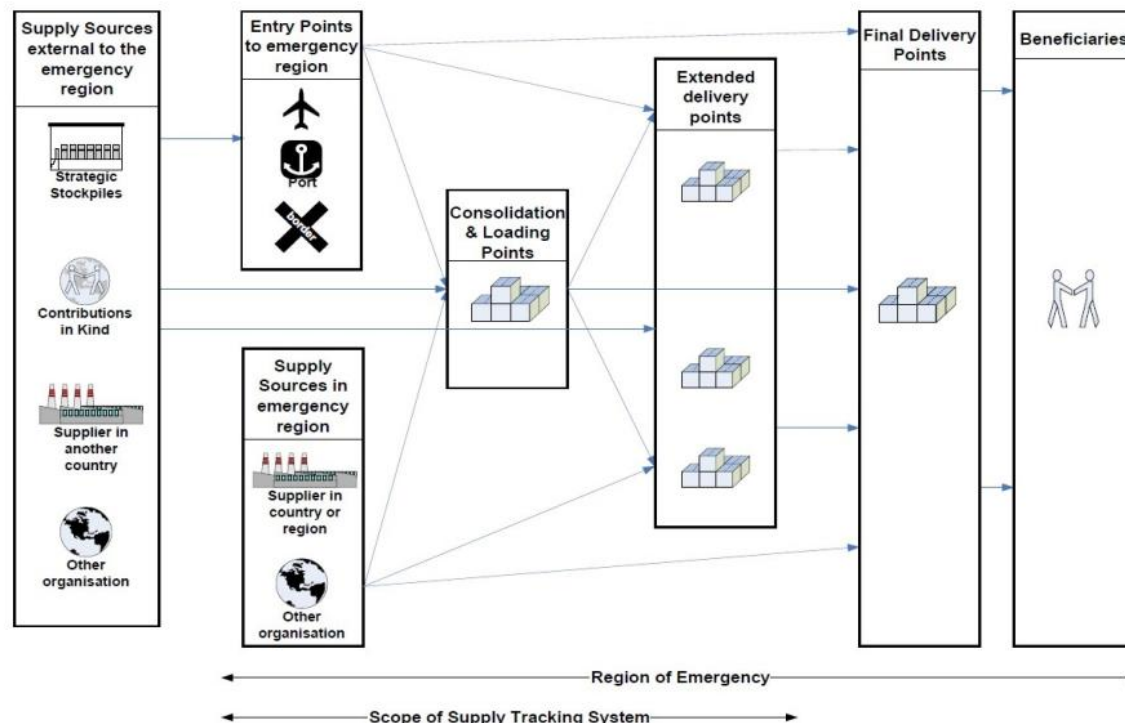 Supply Sources
external to the
emergency
region
Strategic
Stockpiles
Contributions
in Kind
Supplier in
another
country
Other
organisation
Entry Points
to emergency
region
Port
border
Supply
Sources in
emergency
region
Supplier in
country or
region
Other
organisation
Consolidation
& Loading
Points
Extended
delivery
points
Final Delivery
Points
Beneficiaries
Region of Emergency
Scope of Supply Tracking System